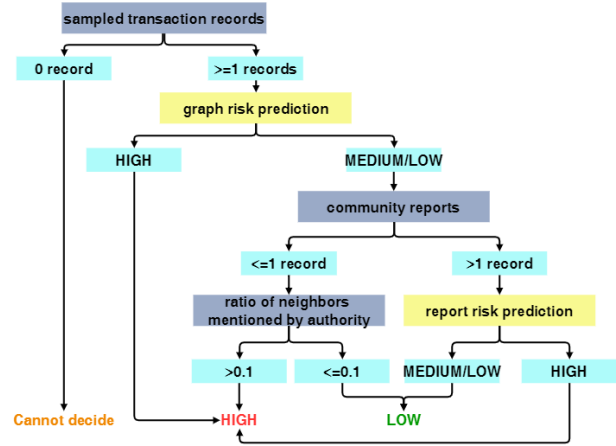 sampled transaction records
0 record
>=1 records
graph risk prediction
HIGH
MEDIUM/LOW
community reports
<=1 record
>1 record
ratio of neighbors
mentioned by authority
report risk prediction
>0.1
<=0.1
MEDIUM/LOW
HIGH
Cannot decide
HIGH
LOW